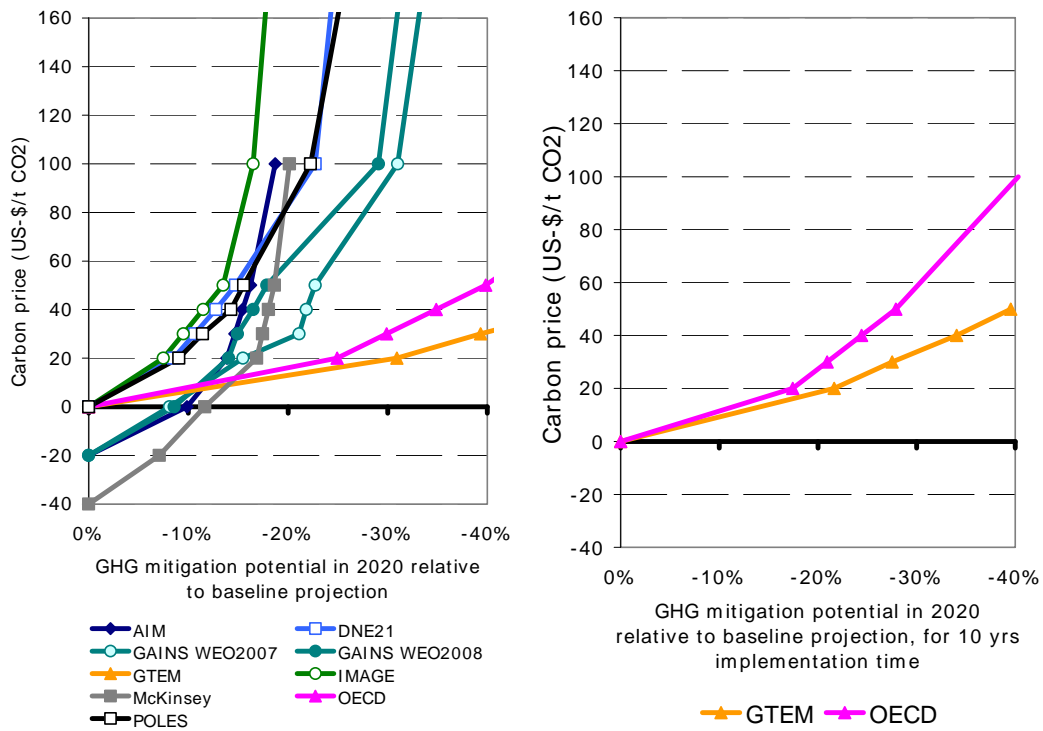 160
140
120
100
80
60
40
20
0
-20
-40
Carbon price (US-$/t CO2)
0% -10% -20% -30% -40%
GHG mitigation potential in 2020 relative
to baseline projection
AIM DNE21
GAINS WEO2007 GAINS WEO2008
GTEM IMAGE
McKinsey OECD
POLES
160
140
120
100
80
60
40
20
0
-20
-40
Carbon price (US-$/t CO2)
0% -10% -20% -30% -40%
GHG mitigation potential in 2020
relative to baseline projection, for 10 yrs
implementation time
GTEM OECD